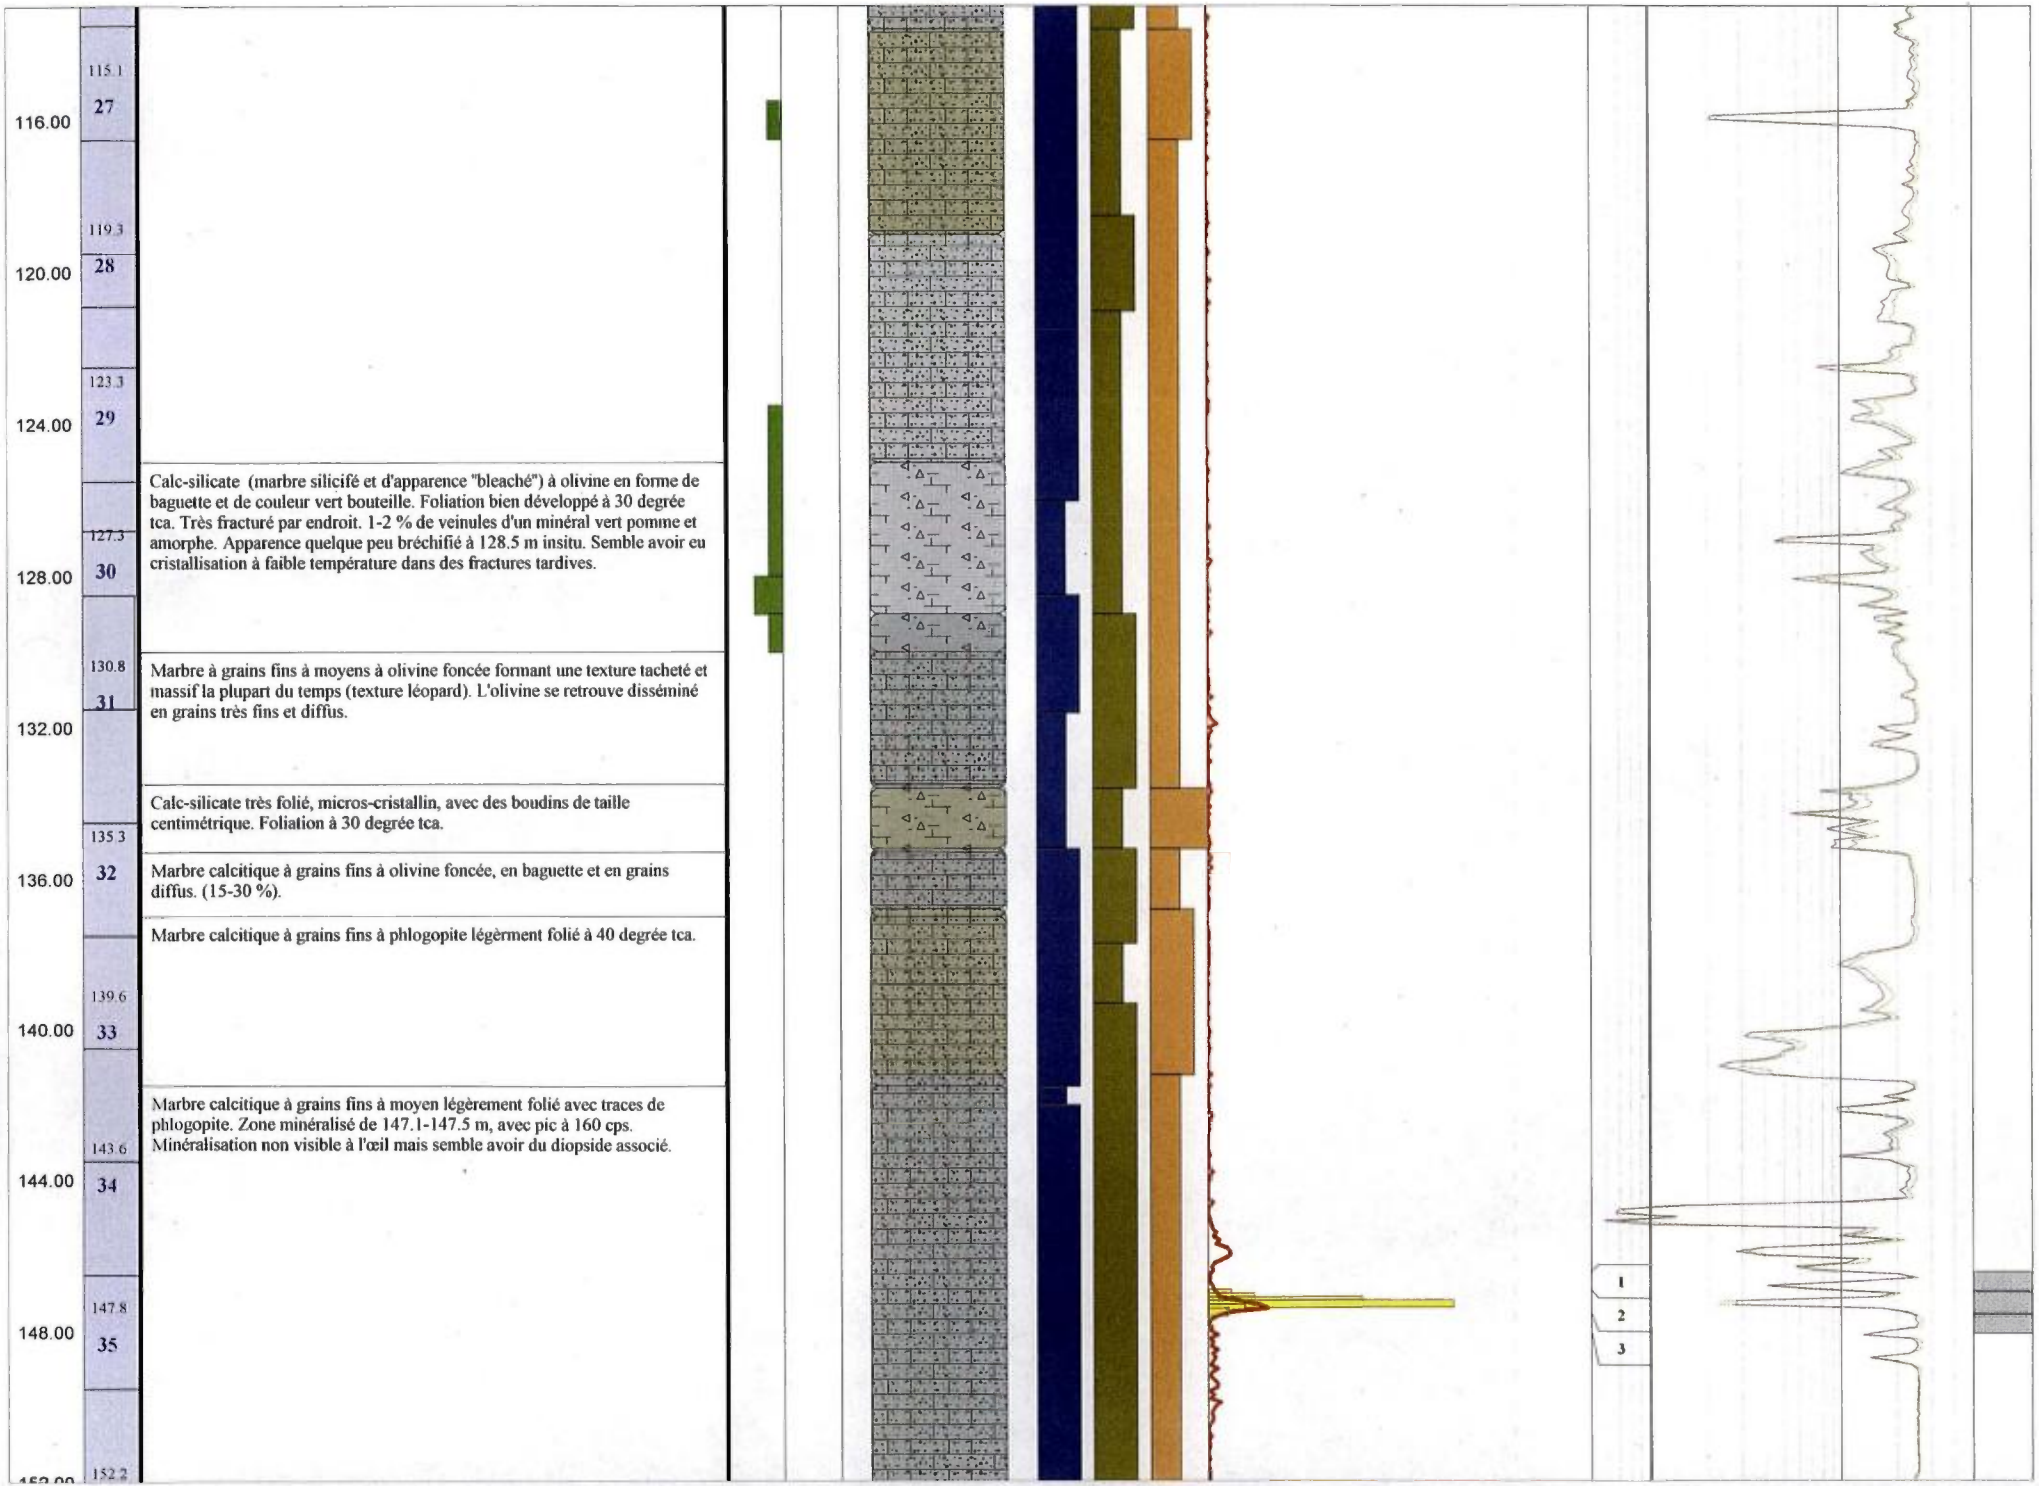 115.1
27
116.00
119.3
28
120.00
123.3
29
124.00
Calc-silicate (marbre silicifé et d'apparence "bleaché") à olivine en forme de
baguette et de couleur vert bouteille. Foliation bien développé à 30 degrée
tca. Très fracturé par endroit. 1-2 % de veinules d'un minéral vert pomme et
amorphe. Apparence quelque peu bréchifié à 128.5 m insitu. Semble avoir eu
cristallisation à faible température dans des fractures tardives.
127.3
30
128.00
130.8
Marbre à grains fins à moyens à olivine foncée formant une texture tacheté et
massif la plupart du temps (texture léopard). L'olivine se retrouve disséminé
en grains très fins et diffus.
31
132.00
Calc-silicate très folié, micros-cristallin, avec des boudins de taille
centimétrique. Foliation à 30 degrée tca.
135.3
32
136.00
Marbre calcitique à grains fins à olivine foncée, en baguette et en grains
diffus. (15-30 %).
Marbre calcitique à grains fins à phlogopite légèrment folié à 40 degrée tca.
139.6
33
140.00
Marbre calcitique à grains fins à moyen légèrement folié avec traces de
phlogopite. Zone minéralisé de 147.1-147.5 m, avec pic à 160 cps.
Minéralisation non visible à l'œil mais semble avoir du diopside associé.
143.6
34
144.00
1
147.8
2
148.00
35
3
152.2
152.00